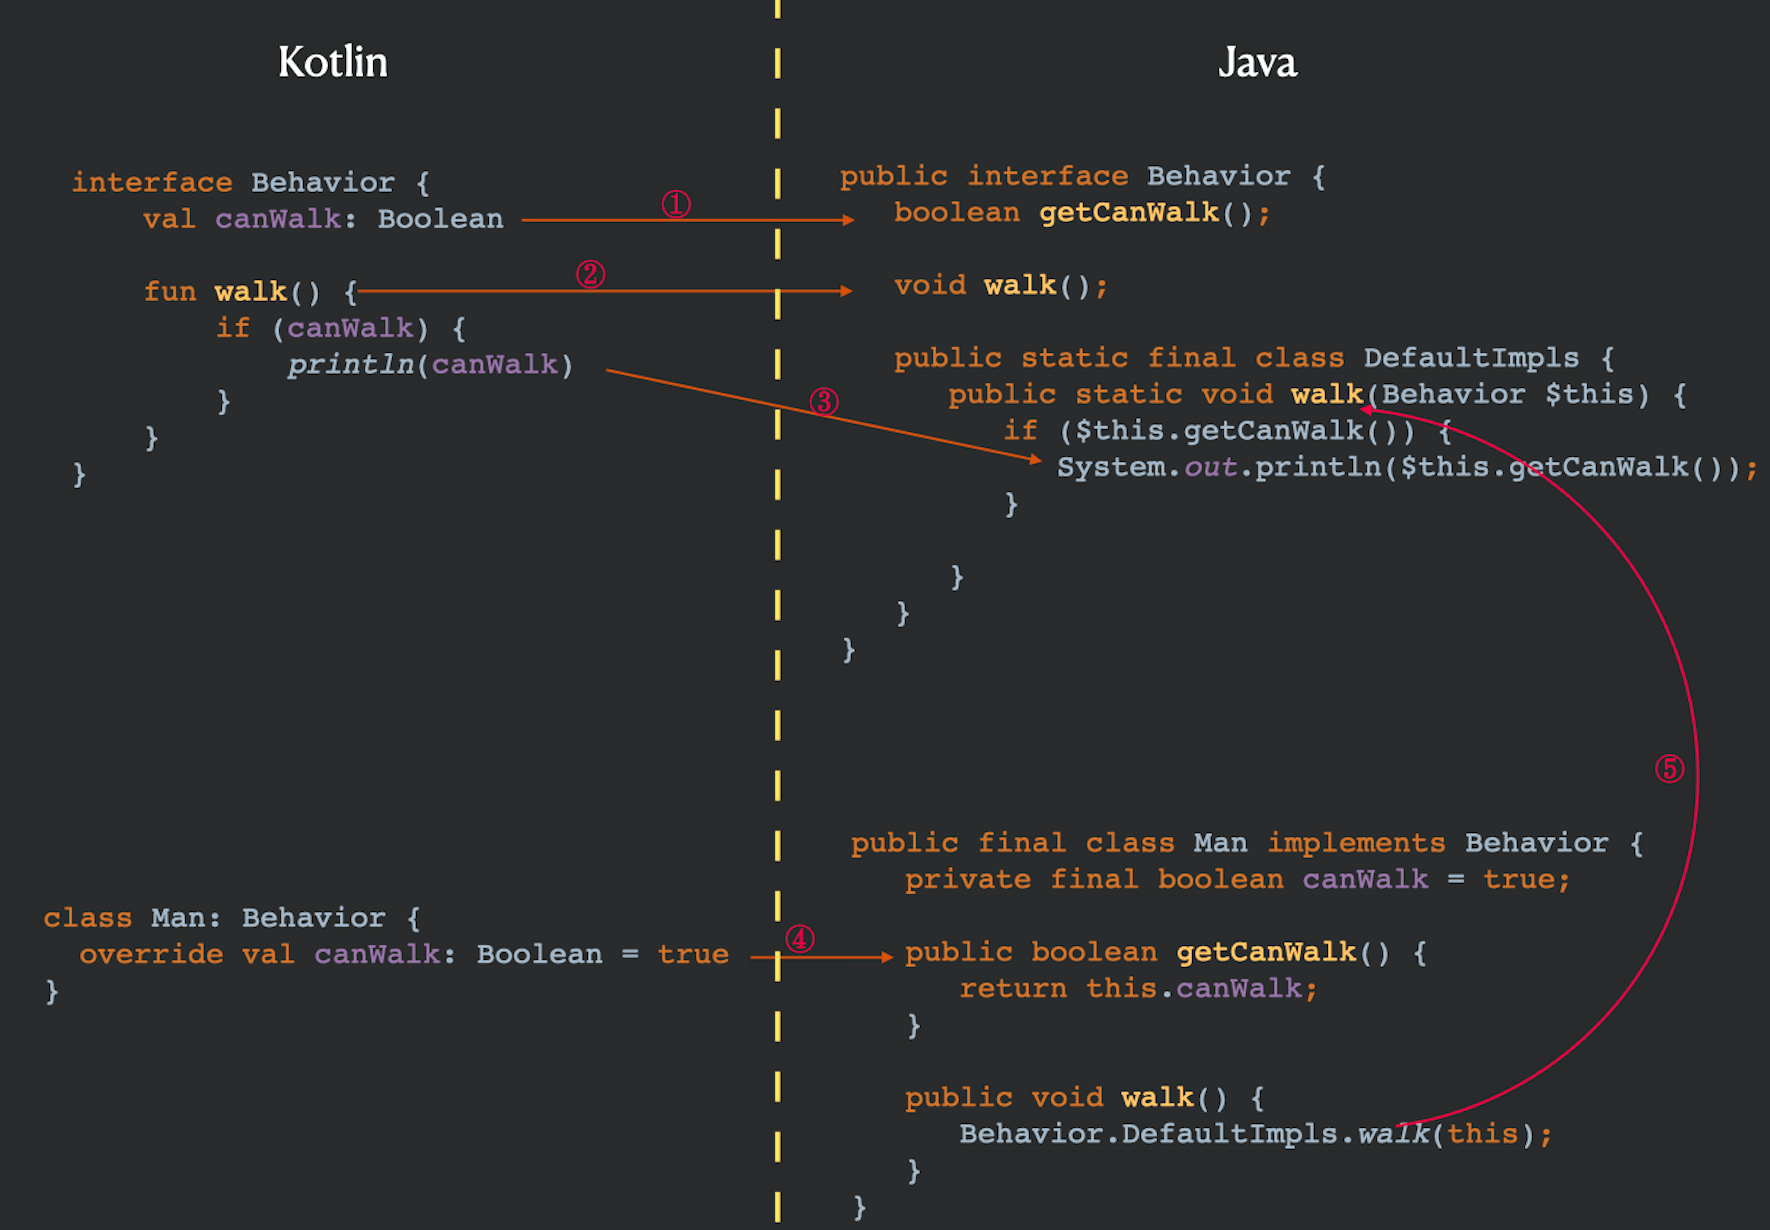 Kotlin
interface Behavior {
val canWalk: Boolean
fun walk() {
if (canWalk) {
println(canWalk)
}
}
}
class Man: Behavior {
override val canWalk: Boolean = true
}
①
②
③
④
Java
public interface Behavior {
boolean getCanWalk();
void walk();
public static final class DefaultImpls {
public static void walk(Behavior $this) {
if ($this.getCanWalk()) {
System.out.println($this.getCanWalk());
}
}
}
}
⑤
public final class Man implements Behavior {
private final boolean canWalk = true;
public boolean getCanWalk() {
return this.canWalk;
}
public void walk() {
Behavior.DefaultImpls.walk(this);
}
}